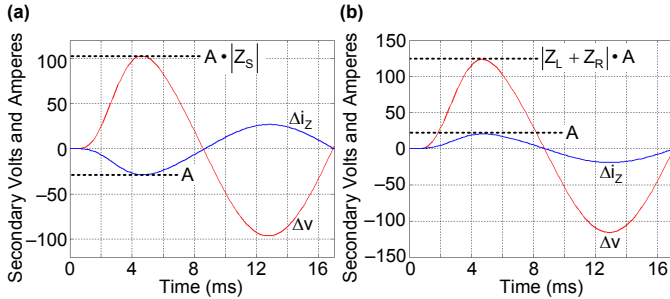 (a)
Secondary Volts and Amperes
100
50
0
–50
–100
A • |Z_S|
Δi_Z
A
Δv
0 4 8 12 16
Time (ms)
(b)
Secondary Volts and Amperes
150
100
50
0
–50
–100
–150
|Z_L + Z_R| • A
A
Δi_Z
Δv
0 4 8 12 16
Time (ms)